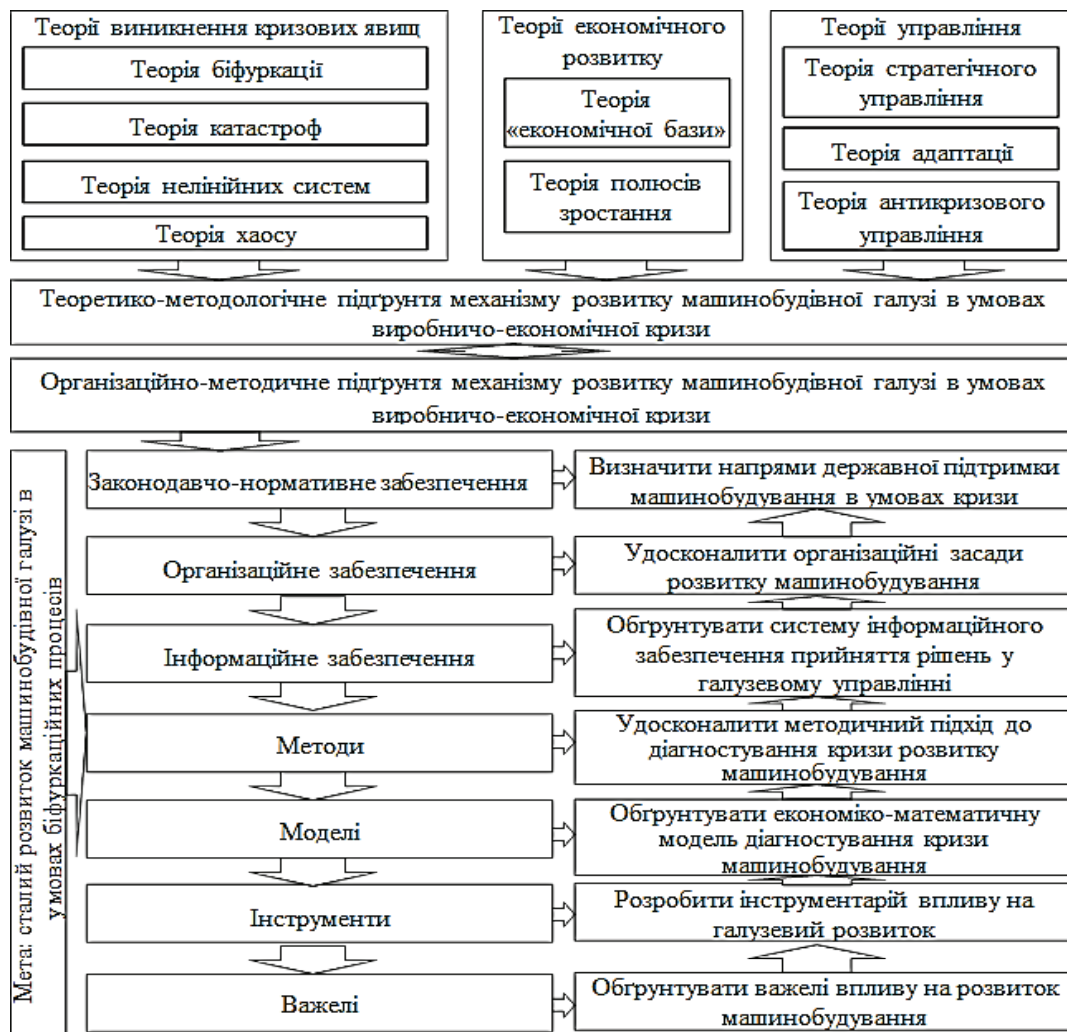 Теорії виникнення кризових явищ
Теорія біфуркації
Теорія катастроф
Теорія нелінійних систем
Теорія хаосу
Теорії економічного
розвитку
Теорія
«економічної бази»
Теорія полюсів
зростання
Теорії управління
Теорія стратегічного
управління
Теорія адаптації
Теорія антикризового
управління
Теоретико-методологічне підґрунтя механізму розвитку машинобудівної галузі в умовах
виробничо-економічної кризи
Організаційно-методичне підґрунтя механізму розвитку машинобудівної галузі в умовах
виробничо-економічної кризи
Мета: сталий розвиток машинобудівної галузі в
умовах біфуркаційних процесів
Законодавчо-нормативне забезпечення
Визначити напрями державної підтримки
машинобудування в умовах кризи
Організаційне забезпечення
Удосконалити організаційні засади
розвитку машинобудування
Інформаційне забезпечення
Обґрунтувати систему інформаційного
забезпечення прийняття рішень у
галузевому управлінні
Методи
Удосконалити методичний підхід до
діагностування кризи розвитку
машинобудування
Моделі
Обґрунтувати економіко-математичну
модель діагностування кризи
машинобудування
Інструменти
Розробити інструментарій впливу на
галузевий розвиток
Важелі
Обґрунтувати важелі впливу на розвиток
машинобудування